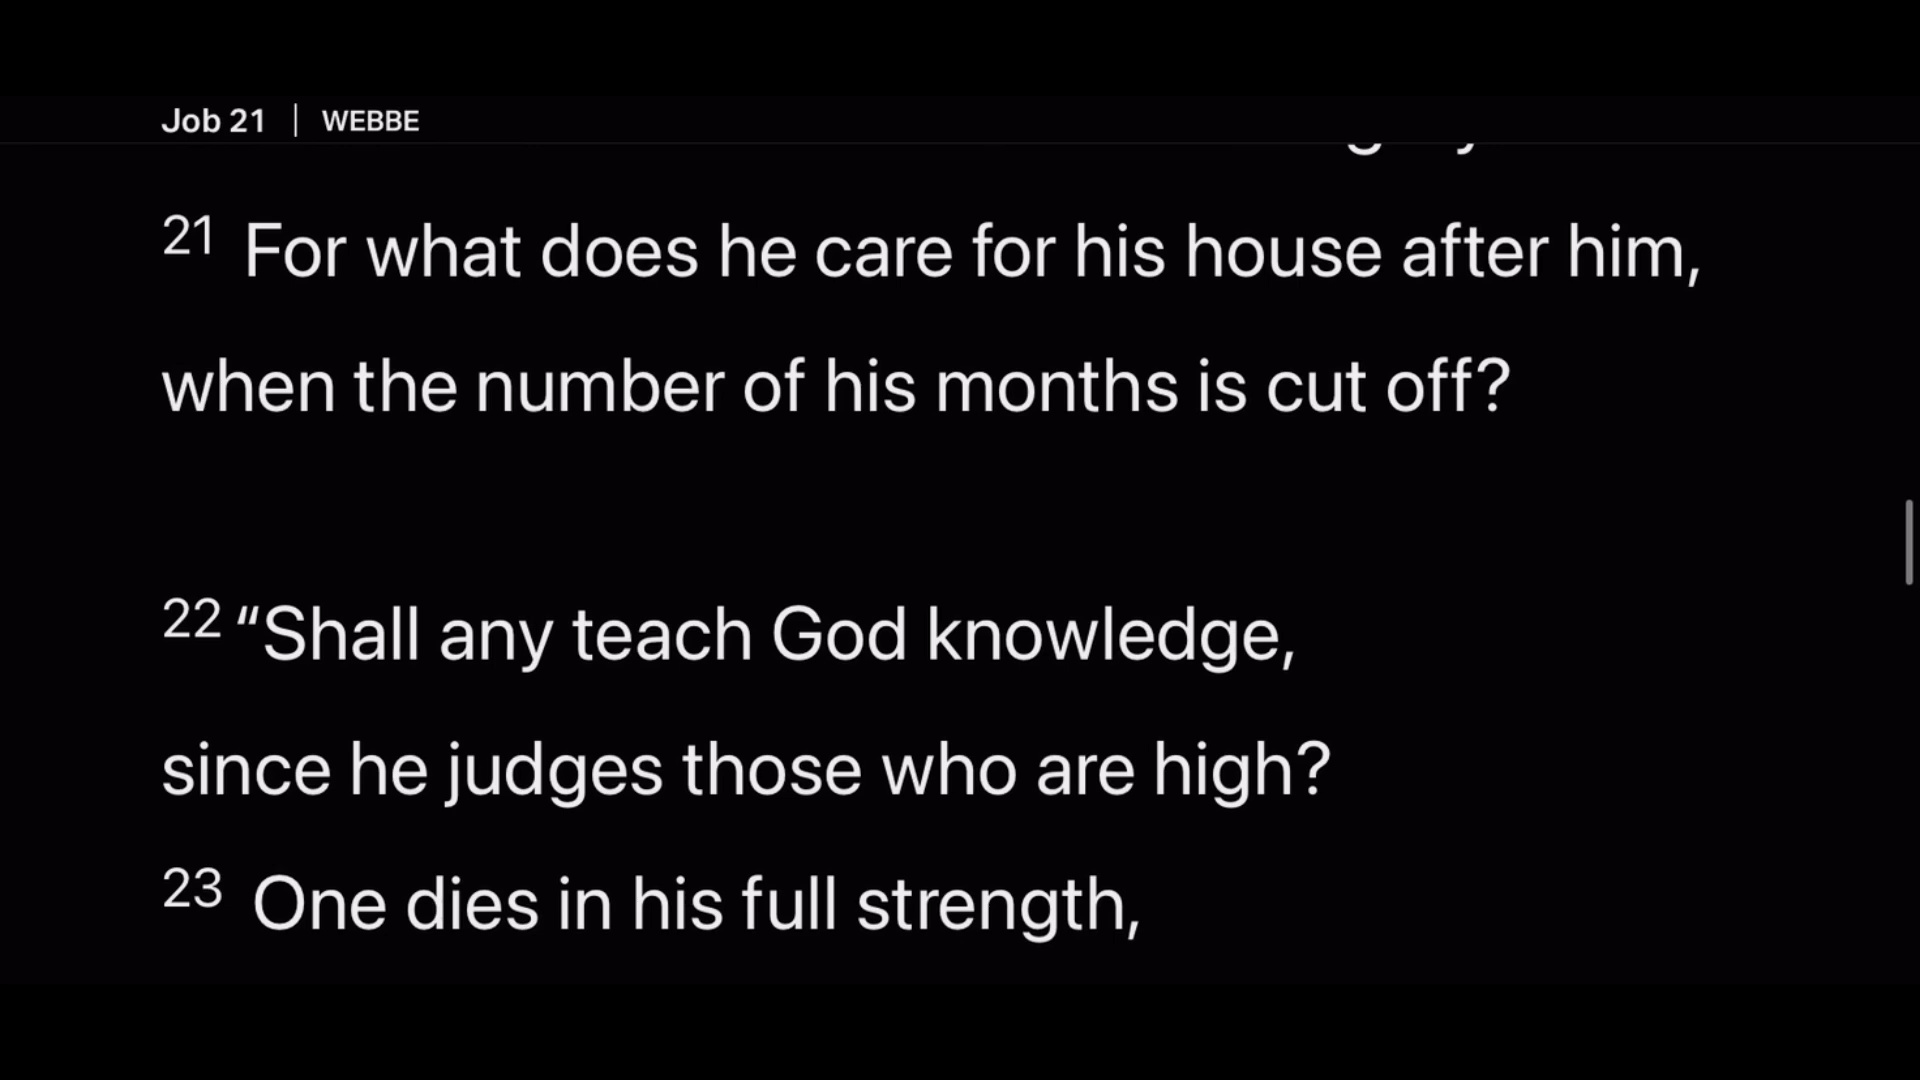 Job 21 | WEBBE
21 For what does he care for his house after him,
when the number of his months is cut off?
22 “Shall any teach God knowledge,
since he judges those who are high?
23 One dies in his full strength,